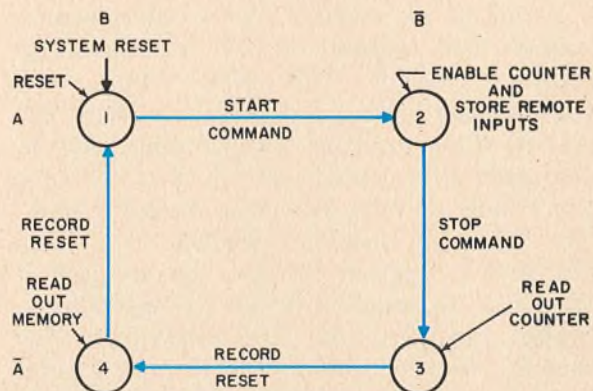 B
B̅
SYSTEM RESET
RESET
A
1
START
COMMAND
2
ENABLE COUNTER
AND
STORE REMOTE
INPUTS
RECORD
RESET
STOP
COMMAND
READ
OUT
MEMORY
READ
OUT
COUNTER
A̅
4
RECORD
RESET
3